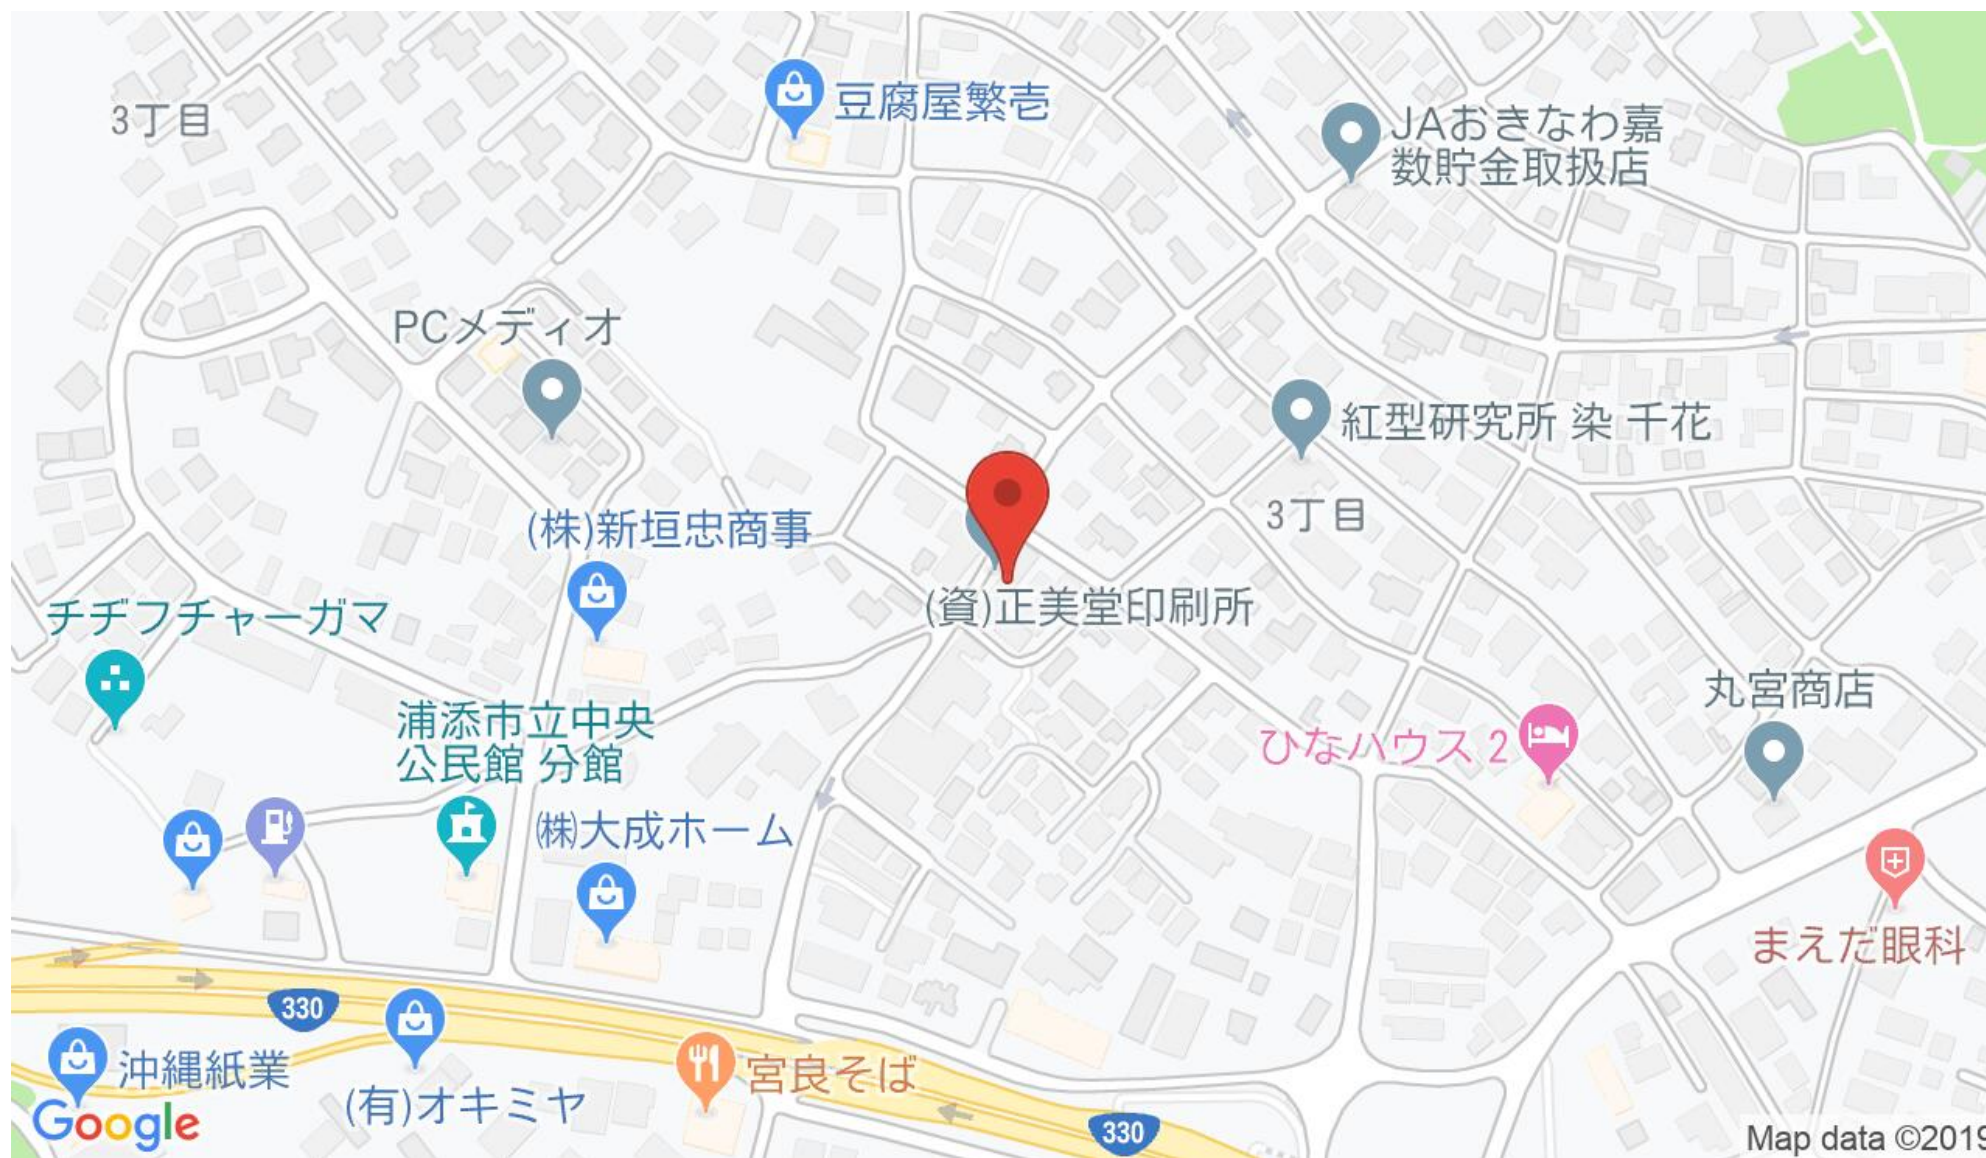 豆腐屋繁壱
3丁目
JAおきなわ嘉
数貯金取扱店
PCメディオ
紅型研究所 染 千花
3丁目
(株)新垣忠商事
(資)正美堂印刷所
チヂフチャーガマ
丸宮商店
浦添市立中央
公民館 分館
ひなハウス 2
㈱大成ホーム
まえだ眼科
330
沖縄紙業
宮良そば
(有)オキミヤ
Google
330
Map data ©2019